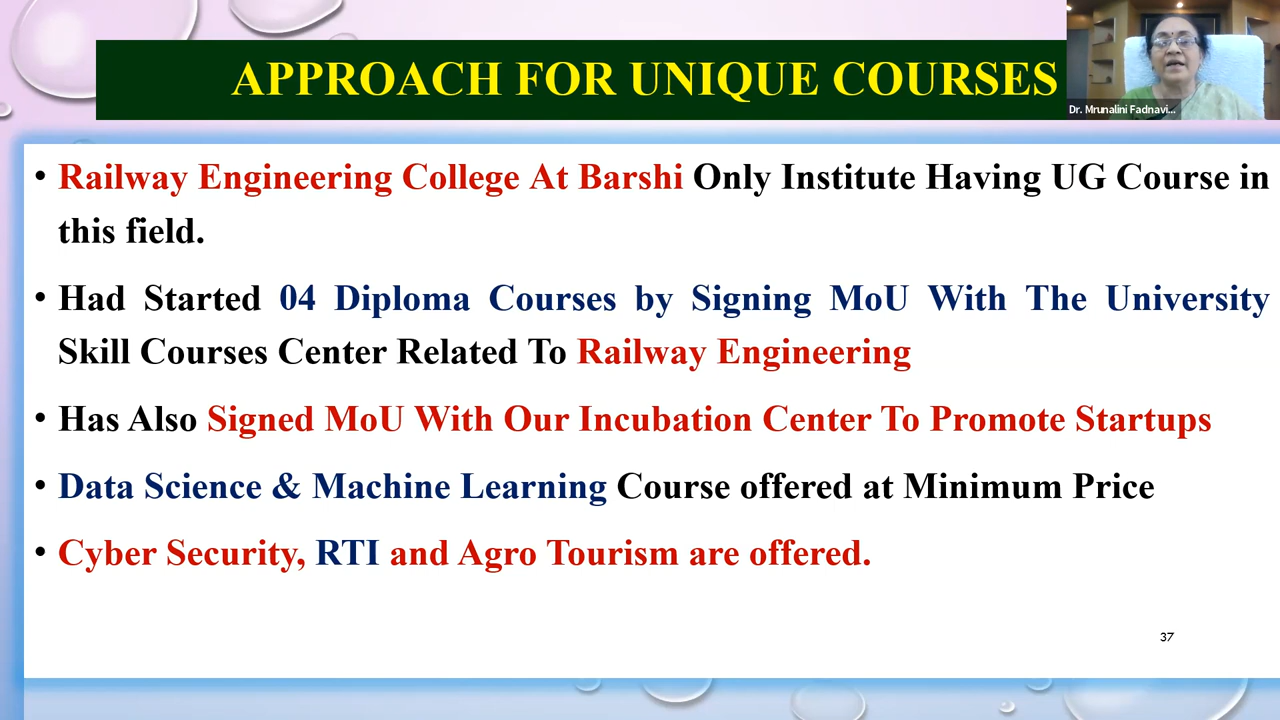 APPROACH FOR UNIQUE COURSES
Dr. Mrunalini Fadnavi...
• Railway Engineering College At Barshi Only Institute Having UG Course in
this field.
• Had Started 04 Diploma Courses by Signing MoU With The University
Skill Courses Center Related To Railway Engineering
• Has Also Signed MoU With Our Incubation Center To Promote Startups
• Data Science & Machine Learning Course offered at Minimum Price
• Cyber Security, RTI and Agro Tourism are offered.
37